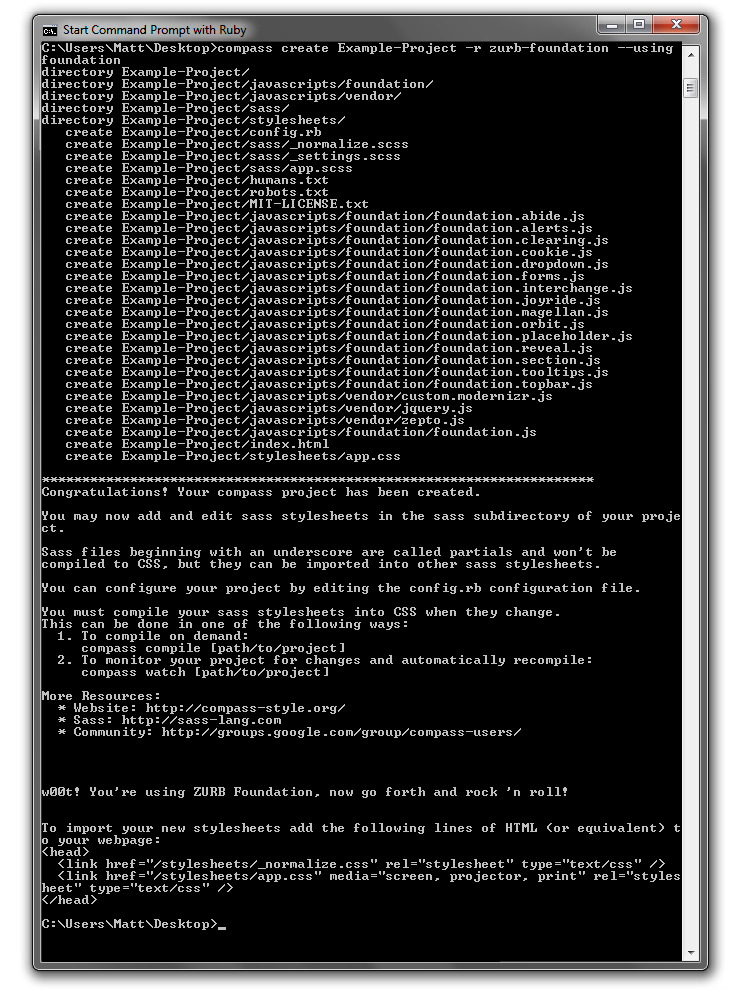 Start Command Prompt with Ruby
C:\Users\Matt\Desktop>compass create Example-Project -r zurb-foundation --using
foundation
directory Example-Project/
directory Example-Project/javascripts/foundation/
directory Example-Project/javascripts/vendor/
directory Example-Project/sass/
directory Example-Project/stylesheets/
   create Example-Project/config.rb
   create Example-Project/sass/_normalize.scss
   create Example-Project/sass/_settings.scss
   create Example-Project/sass/app.scss
   create Example-Project/humans.txt
   create Example-Project/robots.txt
   create Example-Project/MIT-LICENSE.txt
   create Example-Project/javascripts/foundation/foundation.abide.js
   create Example-Project/javascripts/foundation/foundation.alerts.js
   create Example-Project/javascripts/foundation/foundation.clearing.js
   create Example-Project/javascripts/foundation/foundation.cookie.js
   create Example-Project/javascripts/foundation/foundation.dropdown.js
   create Example-Project/javascripts/foundation/foundation.forms.js
   create Example-Project/javascripts/foundation/foundation.interchange.js
   create Example-Project/javascripts/foundation/foundation.joyride.js
   create Example-Project/javascripts/foundation/foundation.magellan.js
   create Example-Project/javascripts/foundation/foundation.orbit.js
   create Example-Project/javascripts/foundation/foundation.placeholder.js
   create Example-Project/javascripts/foundation/foundation.reveal.js
   create Example-Project/javascripts/foundation/foundation.section.js
   create Example-Project/javascripts/foundation/foundation.tooltips.js
   create Example-Project/javascripts/foundation/foundation.topbar.js
   create Example-Project/javascripts/vendor/custom.modernizr.js
   create Example-Project/javascripts/vendor/jquery.js
   create Example-Project/javascripts/vendor/zepto.js
   create Example-Project/javascripts/foundation/foundation.js
   create Example-Project/index.html
   create Example-Project/stylesheets/app.css
*********************************************************************
Congratulations! Your compass project has been created.
You may now add and edit sass stylesheets in the sass subdirectory of your proje
ct.
Sass files beginning with an underscore are called partials and won't be
compiled to CSS, but they can be imported into other sass stylesheets.
You can configure your project by editing the config.rb configuration file.
You must compile your sass stylesheets into CSS when they change.
This can be done in one of the following ways:
  1. To compile on demand:
     compass compile [path/to/project]
  2. To monitor your project for changes and automatically recompile:
     compass watch [path/to/project]
More Resources:
  * Website: http://compass-style.org/
  * Sass: http://sass-lang.com
  * Community: http://groups.google.com/group/compass-users/
w00t! You're using ZURB Foundation, now go forth and rock 'n roll!
To import your new stylesheets add the following lines of HTML (or equivalent) t
o your webpage:
<head>
  <link href="/stylesheets/_normalize.css" rel="stylesheet" type="text/css" />
  <link href="/stylesheets/app.css" media="screen, projector, print" rel="styles
heet" type="text/css" />
</head>
C:\Users\Matt\Desktop>_